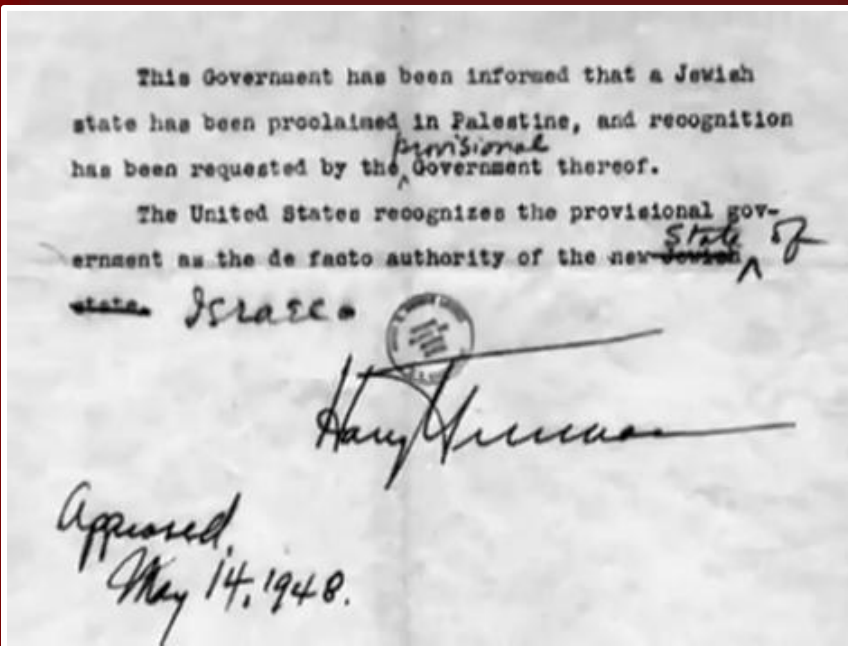 This Government has been informed that a Jewish
state has been proclaimed in Palestine, and recognition
has been requested by the provisional Government thereof.
The United States recognizes the provisional gov-
ernment as the de facto authority of the new Jewish State of
state. Israel.
Harry Truman
Approved,
May 14, 1948.